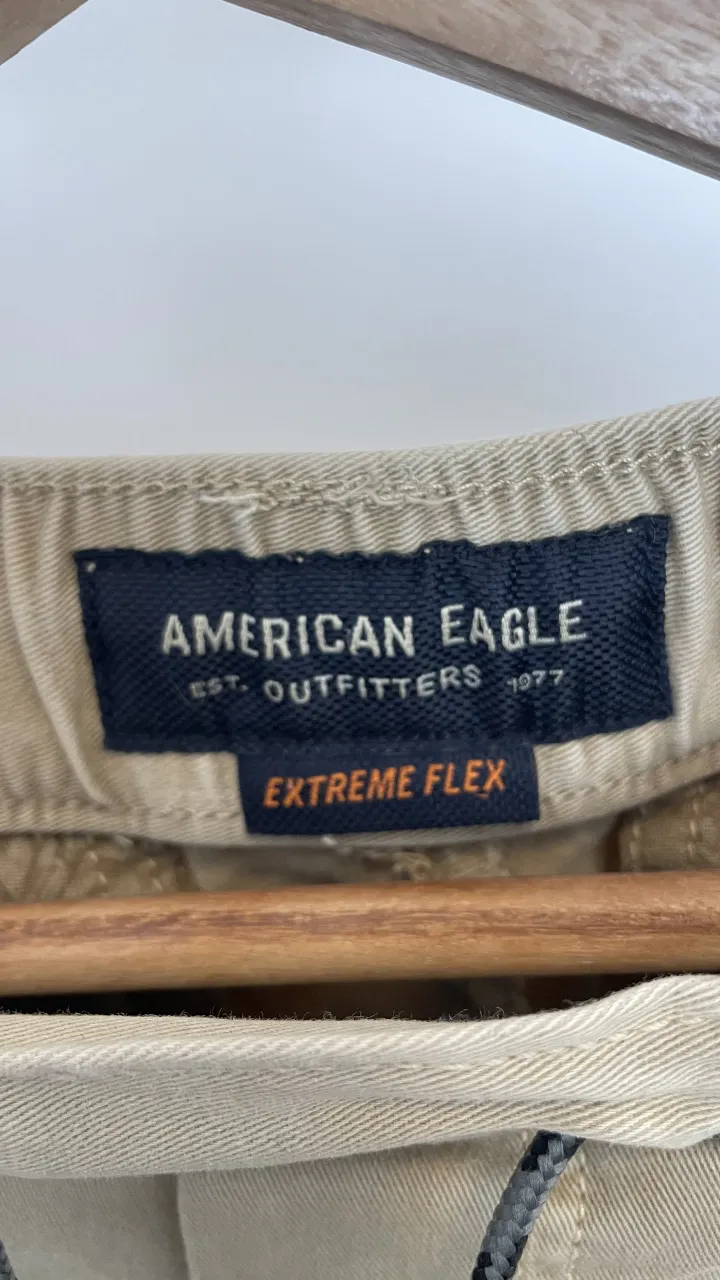 AMERICAN EAGLE
EST. OUTFITTERS 1977
EXTREME FLEX